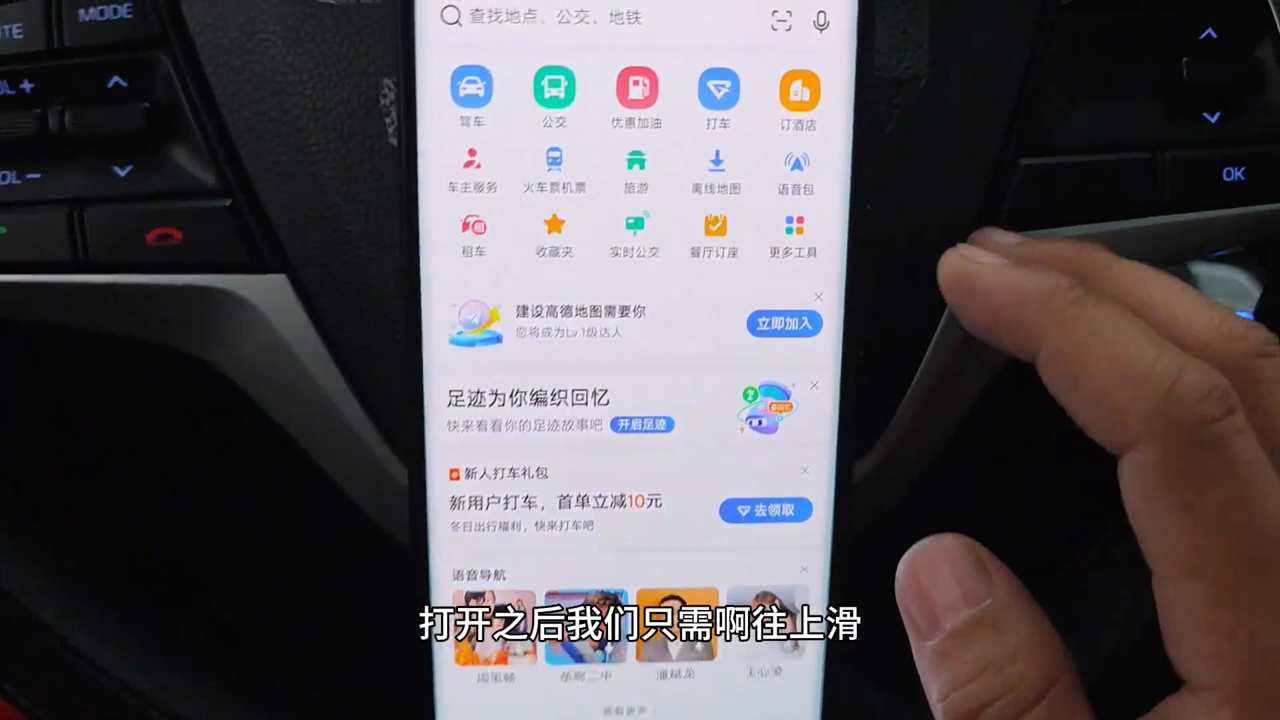 MODE
查找地点、公交、地铁
驾车
公交
优惠加油
打车
订酒店
车主服务
火车票机票
旅游
离线地图
语音包
租车
收藏夹
实时公交
餐厅订座
更多工具
OK
建设高德地图需要你
您将成为Lv.1级达人
立即加入
足迹为你编织回忆
快来看看你的足迹故事吧
开启足迹
新人打车礼包
新用户打车，首单立减10元
冬日出行福利，快来打车吧
去领取
语音导航
打开之后我们只需啊往上滑
查看更多